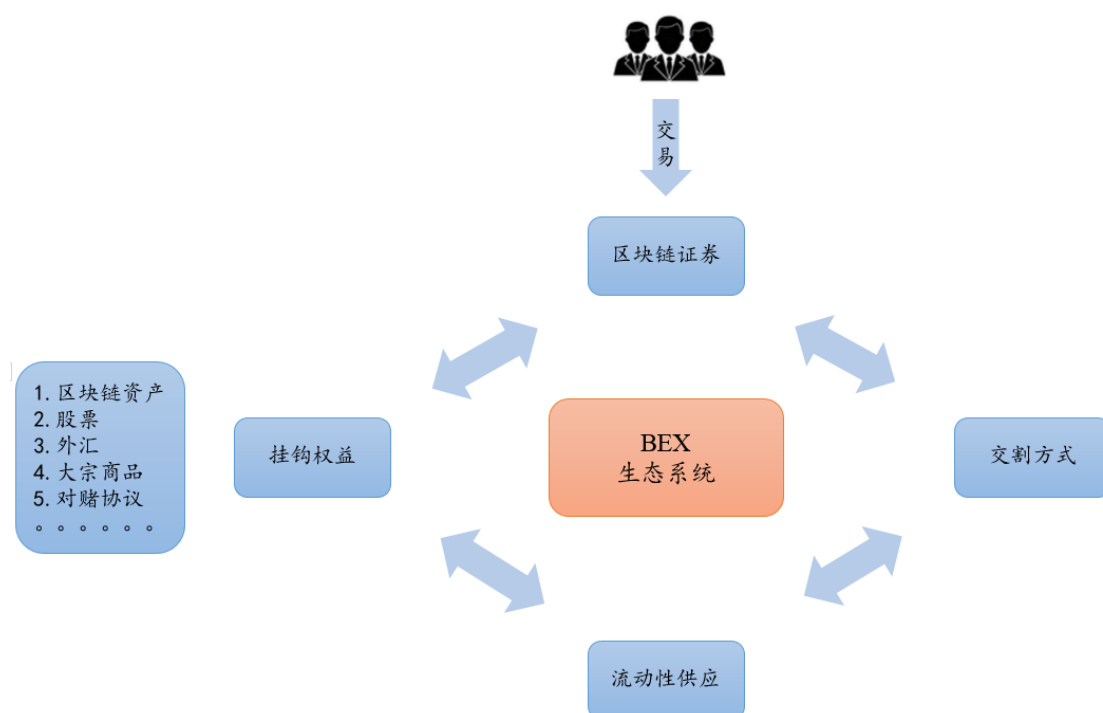 交
易
区块链证券
1. 区块链资产
2. 股票
3. 外汇
4. 大宗商品
5. 对赌协议
。。。。。。
挂钩权益
BEX
生态系统
交割方式
流动性供应